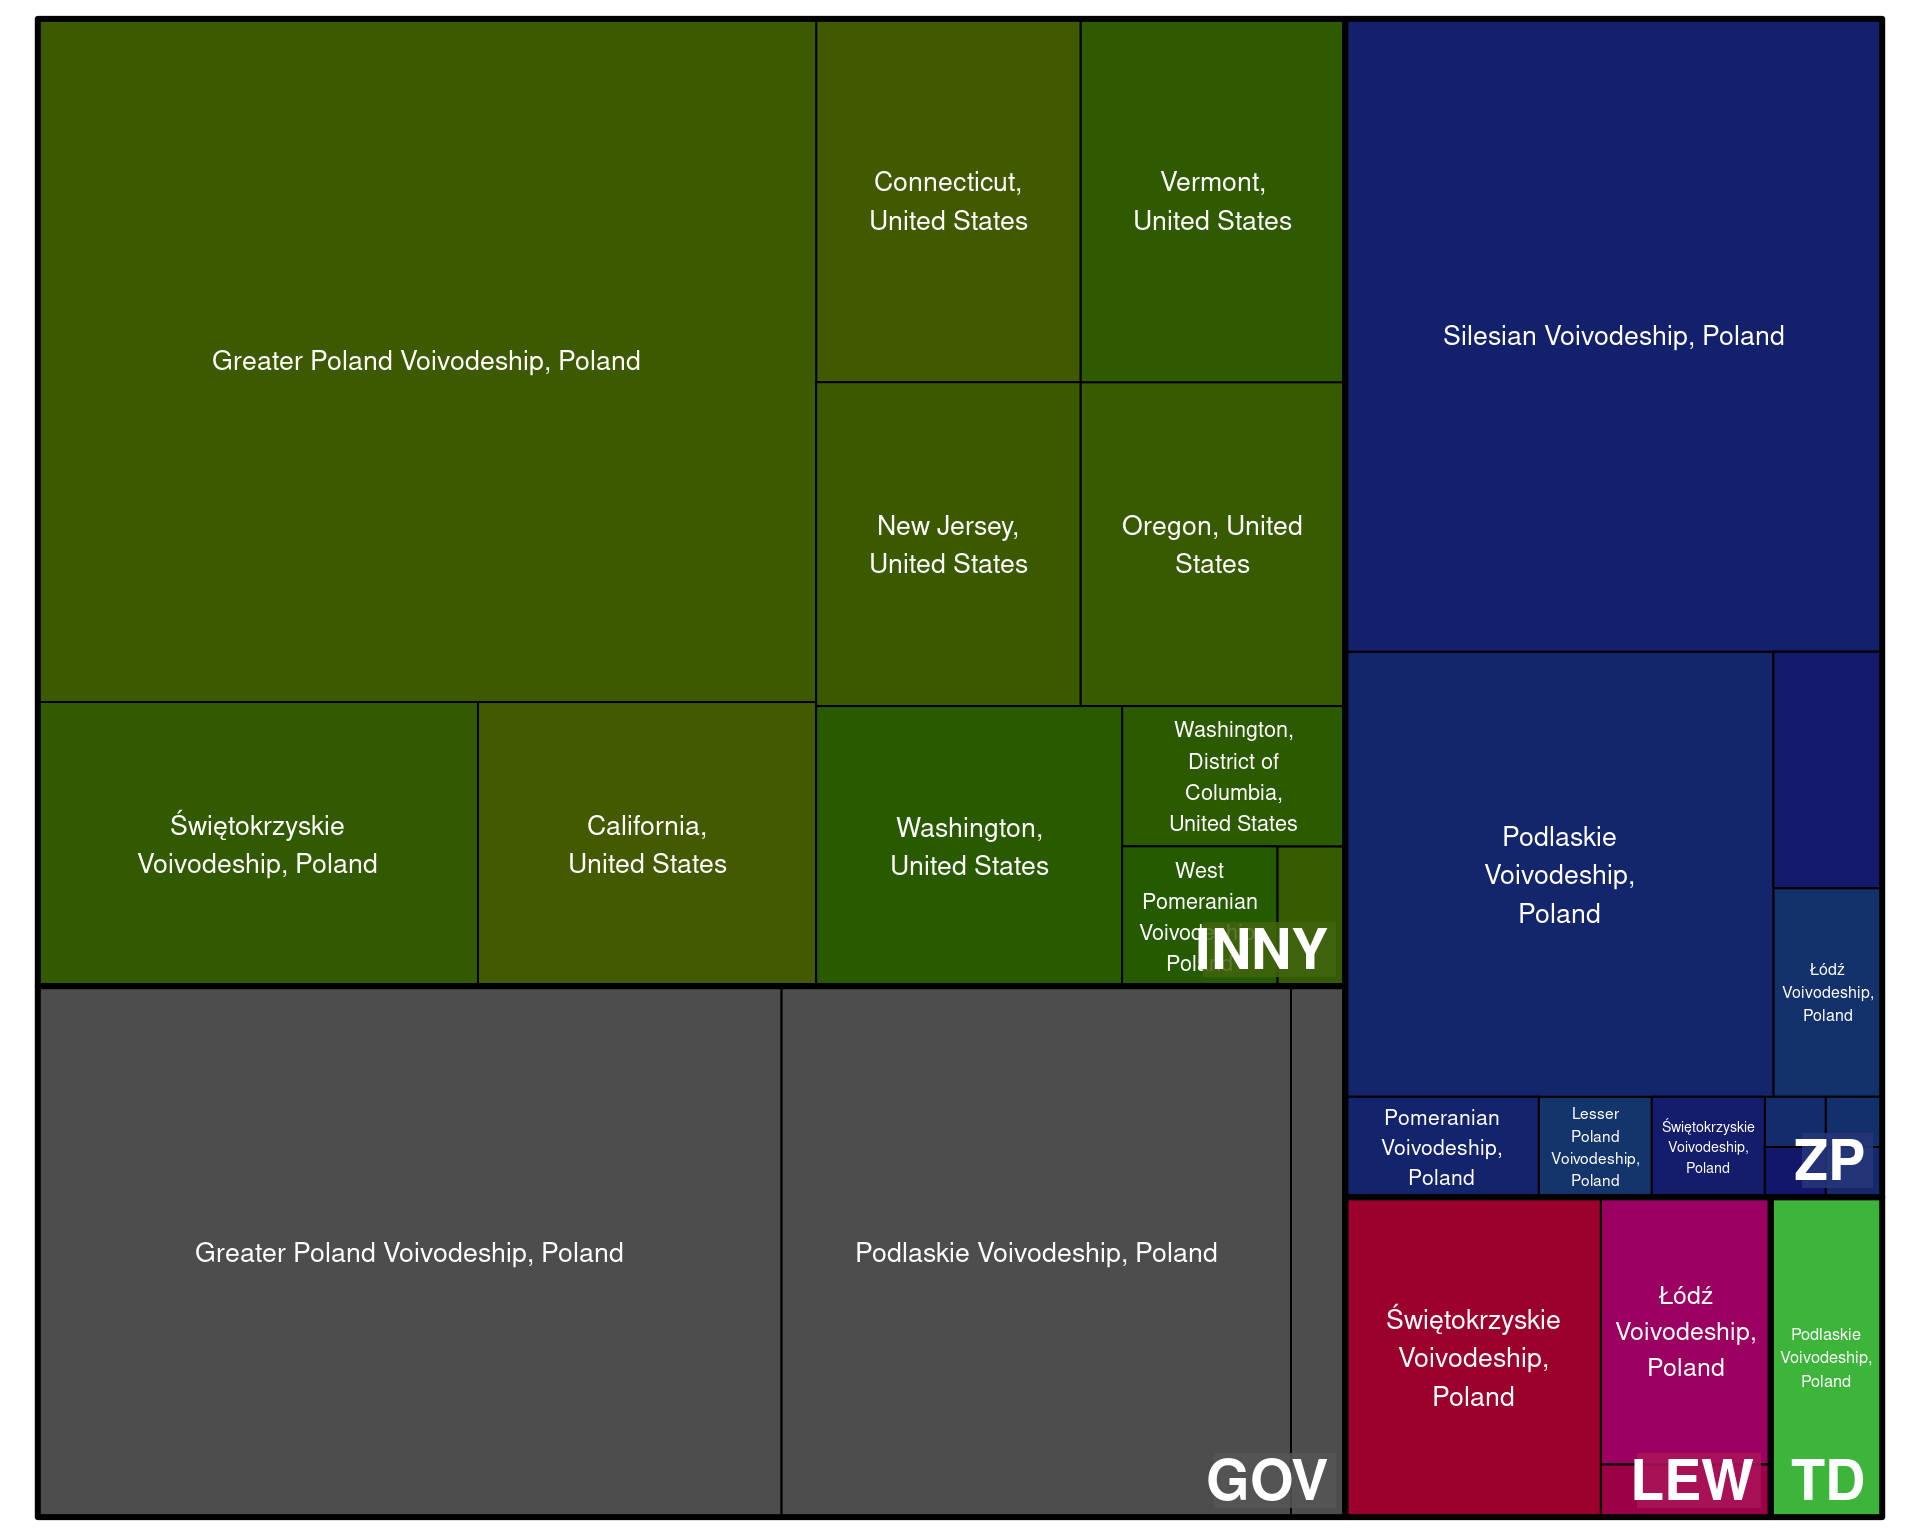 Greater Poland Voivodeship, Poland
Connecticut,
United States
Vermont,
United States
New Jersey,
United States
Oregon, United
States
Świętokrzyskie
Voivodeship, Poland
California,
United States
Washington,
United States
Washington,
District of
Columbia,
United States
West
Pomeranian
INNY
Greater Poland Voivodeship, Poland
Podlaskie Voivodeship, Poland
GOV
Silesian Voivodeship, Poland
Podlaskie
Voivodeship,
Poland
Łódź
Voivodeship,
Poland
Pomeranian
Voivodeship,
Poland
Lesser
Poland
Voivodeship,
Poland
Świętokrzyskie
Voivodeship,
Poland
ZP
Świętokrzyskie
Voivodeship,
Poland
Łódź
Voivodeship,
Poland
LEW
Podlaskie
Voivodeship,
Poland
TD